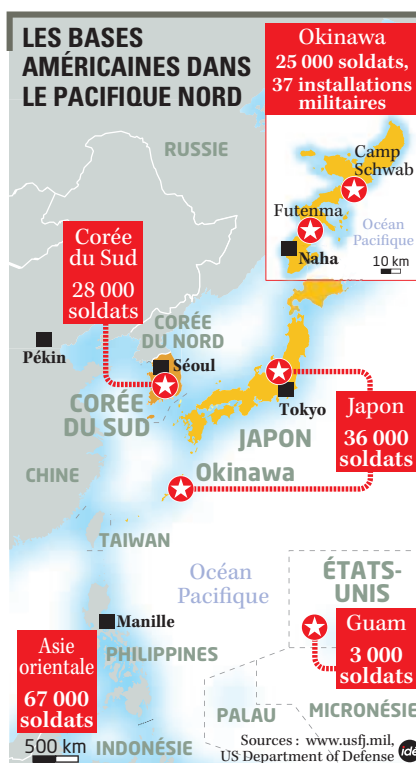 LES BASES
AMÉRICAINES DANS
LE PACIFIQUE NORD
Okinawa
25 000 soldats,
37 installations
militaires
Camp
Schwab
Futenma
Océan
Pacifique
Naha
10 km
RUSSIE
Corée
du Sud
28 000
soldats
CORÉE
DU NORD
Pékin
Séoul
CORÉE
DU SUD
Tokyo
JAPON
Japon
36 000
soldats
CHINE
Okinawa
TAIWAN
Océan
Pacifique
ÉTATS-
UNIS
Manille
Guam
3 000
soldats
Asie
orientale
67 000
soldats
PHILIPPINES
PALAU
MICRONÉSIE
500 km
INDONÉSIE
Sources : www.usfj.mil,
US Department of Defense
idé